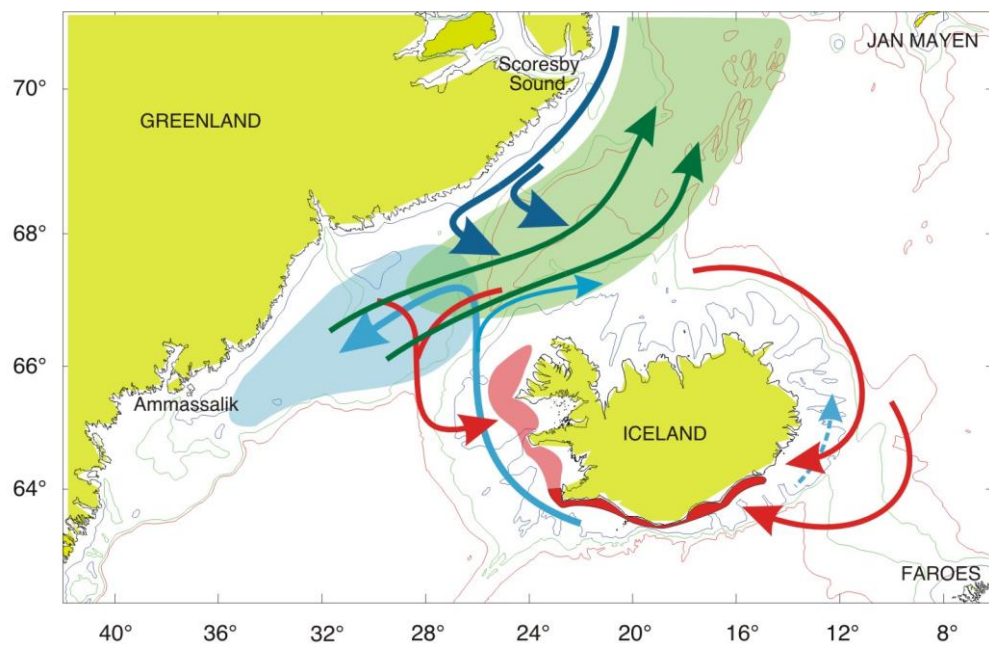 JAN MAYEN
Scoresby
Sound
70°
GREENLAND
68°
66°
Ammassalik
ICELAND
64°
FAROES
40° 36° 32° 28° 24° 20° 16° 12° 8°